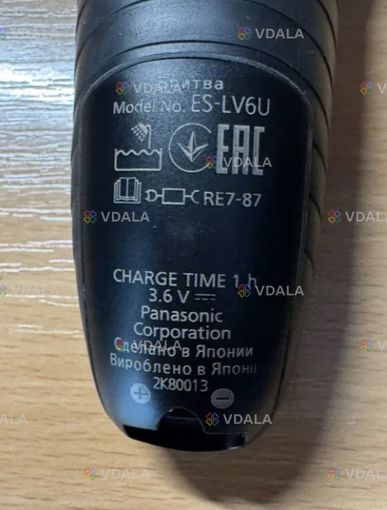 Бритва
Model No. ES-LV6U
EAC
RE7-87
CHARGE TIME 1 h
3.6 V
Panasonic
Corporation
Сделано в Японии
Вироблено в Японії
2K80013
VDALA